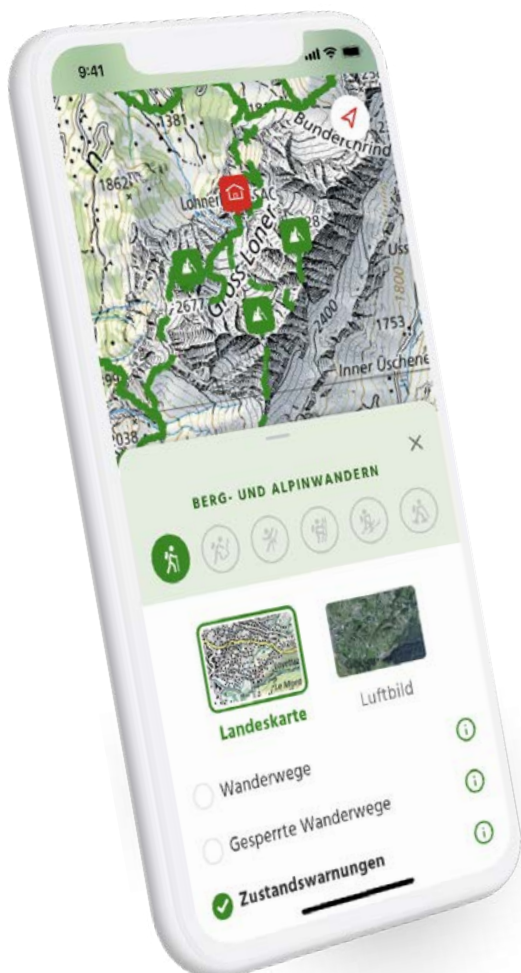 9:41
1381
Bunderchrind
1862
Lohner
SAC
28
Gross Loner
2677
Uss
1800
2400
1753
Inner Üschene
2038
BERG- UND ALPINWANDERN
Landeskarte
Luftbild
Wanderwege
Gesperrte Wanderwege
Zustandswarnungen